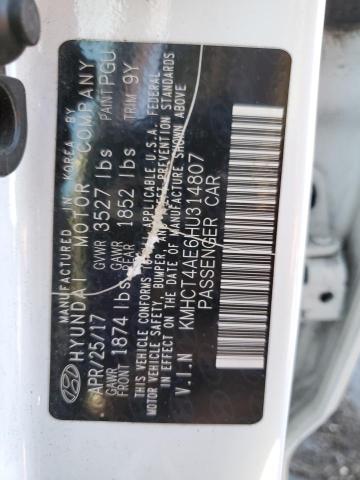 MANUFACTURED IN KOREA BY
HYUNDAI MOTOR COMPANY
APR/25/17 GVWR 3527 lbs PAINT PGU
GAWR FRONT 1874 lbs GAWR REAR 1852 lbs TRIM 9Y
THIS VEHICLE CONFORMS TO ALL APPLICABLE U.S.A. FEDERAL
MOTOR VEHICLE SAFETY, BUMPER, AND THEFT PREVENTION STANDARDS
IN EFFECT ON THE DATE OF MANUFACTURE SHOWN ABOVE
V.I.N KMHCT4AE6HU314807
PASSENGER CAR